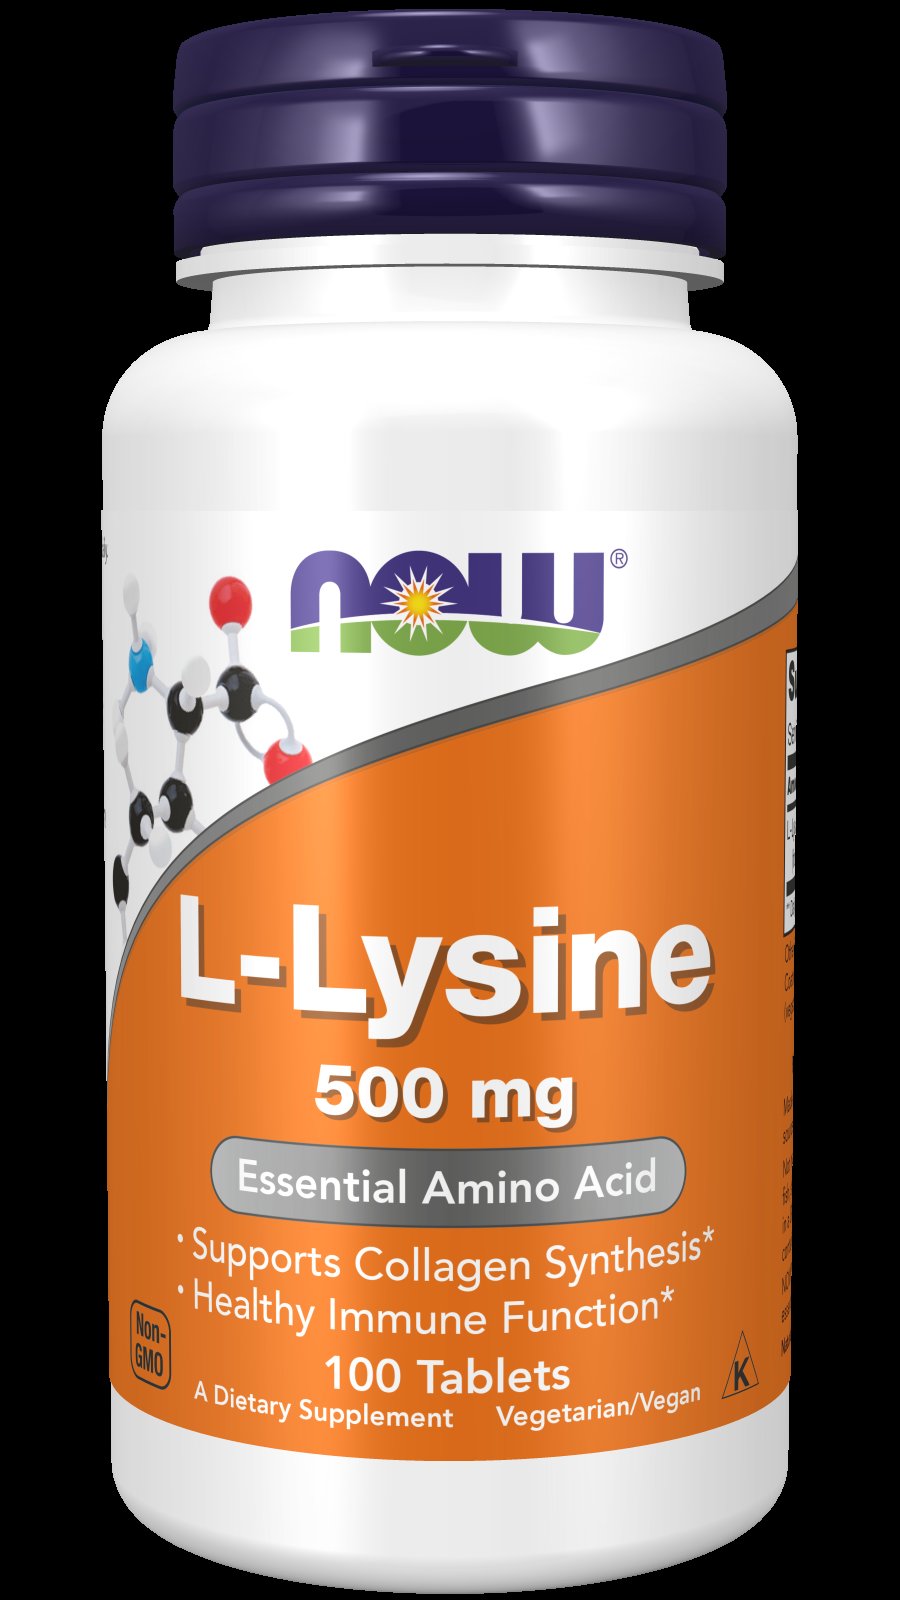 now®
L-Lysine
500 mg
Essential Amino Acid
· Supports Collagen Synthesis*
· Healthy Immune Function*
Non-
GMO
100 Tablets
A Dietary Supplement Vegetarian/Vegan
K